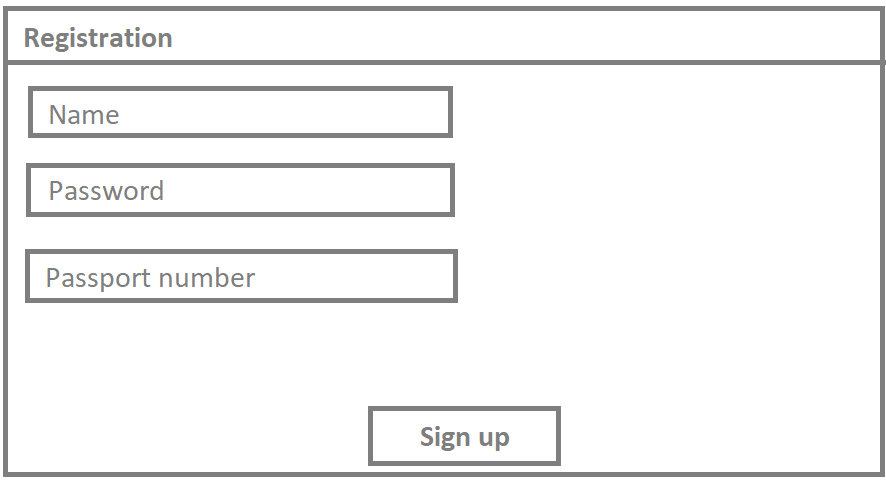 Registration
Name
Password
Passport number
Sign up